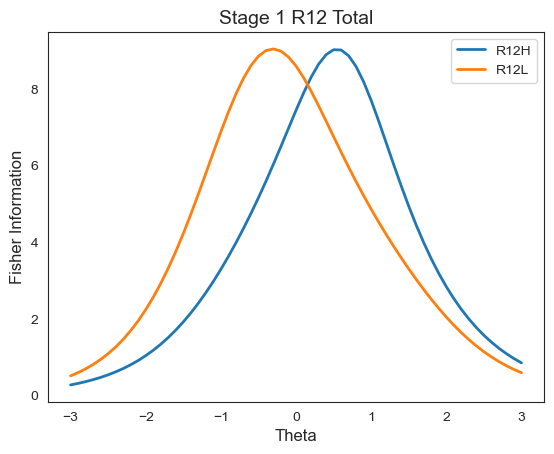 Stage 1 R12 Total
R12H
R12L
Fisher Information
8
6
4
2
0
−3
−2
−1
0
1
2
3
Theta